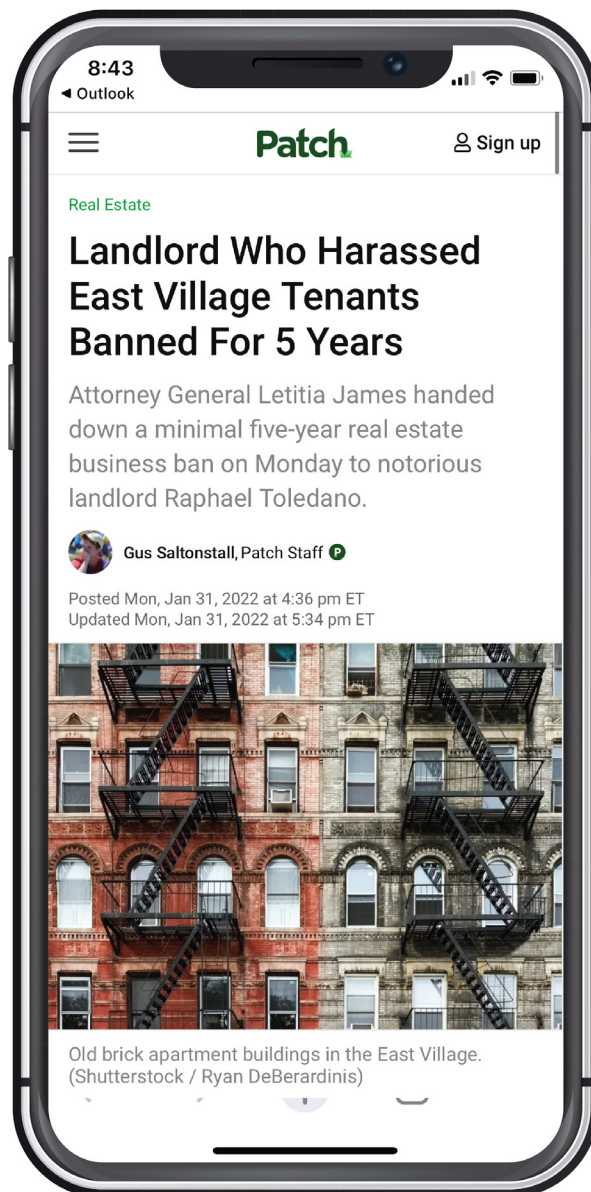 8:43
◀ Outlook
Patch
Sign up
Real Estate
Landlord Who Harassed
East Village Tenants
Banned For 5 Years
Attorney General Letitia James handed
down a minimal five-year real estate
business ban on Monday to notorious
landlord Raphael Toledano.
Gus Saltonstall, Patch Staff P
Posted Mon, Jan 31, 2022 at 4:36 pm ET
Updated Mon, Jan 31, 2022 at 5:34 pm ET
Old brick apartment buildings in the East Village.
(Shutterstock / Ryan DeBerardinis)